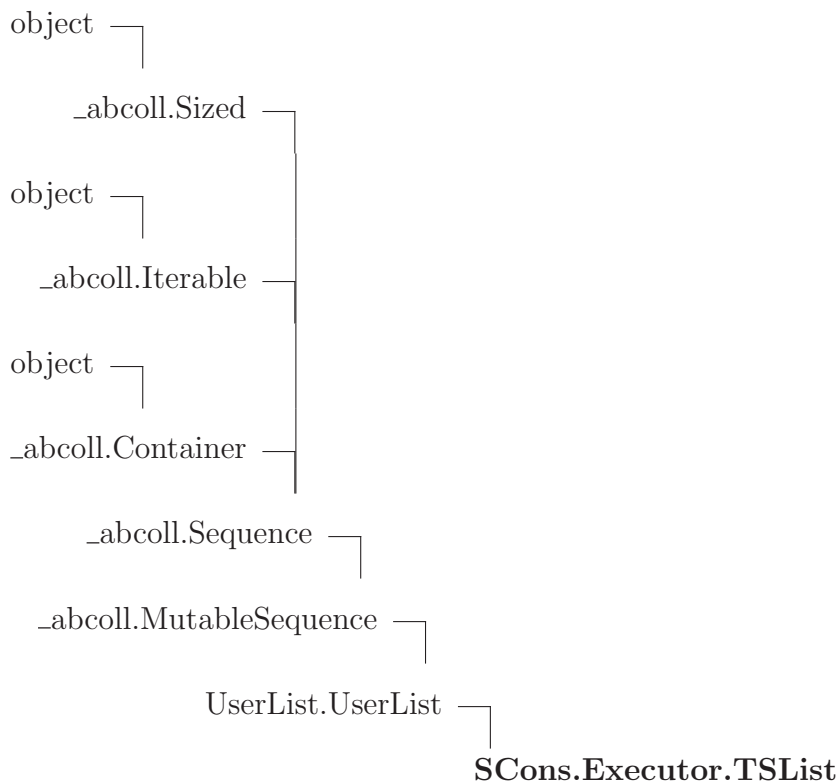 object
_abcoll.Sized
object
_abcoll.Iterable
object
_abcoll.Container
_abcoll.Sequence
_abcoll.MutableSequence
UserList.UserList
SCons.Executor.TSList